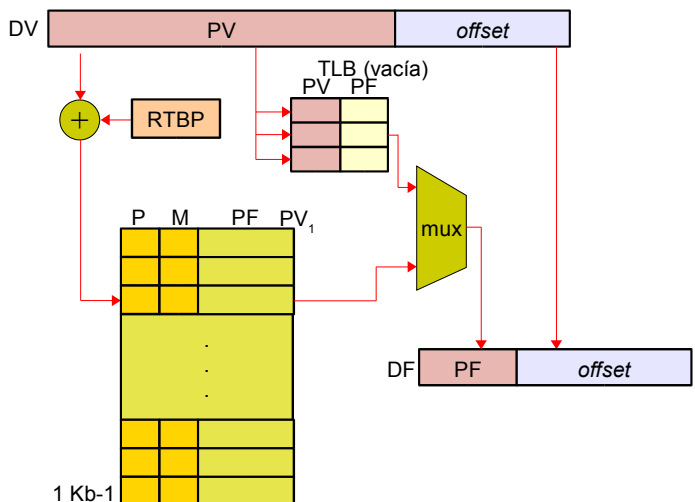 DV PV offset
TLB (vacía)
PV PF
+ RTBP
P M PF PV₁
mux
.
.
.
DF PF offset
1 Kb-1